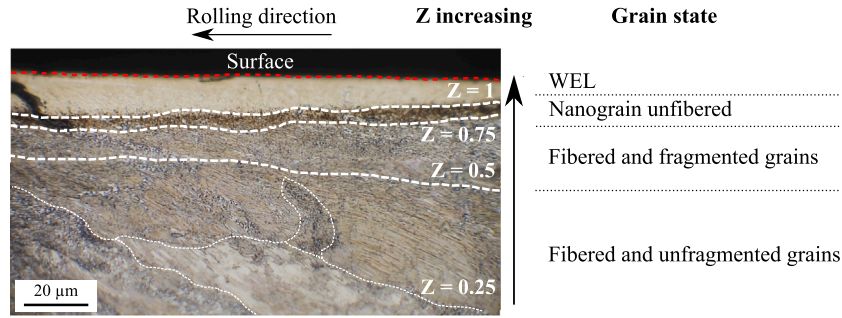 Rolling direction
Z increasing
Grain state
Surface
Z = 1
WEL
Nanograin unfibered
Z = 0.75
Fibered and fragmented grains
Z = 0.5
Fibered and unfragmented grains
Z = 0.25
20 µm